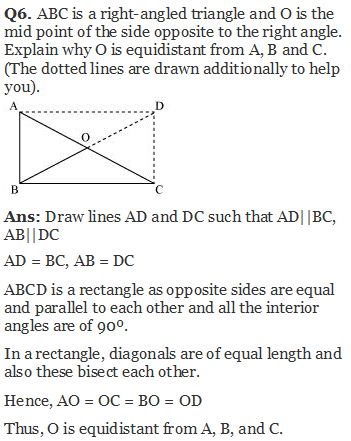 Q6. ABC is a right-angled triangle and O is the
mid point of the side opposite to the right angle.
Explain why O is equidistant from A, B and C.
(The dotted lines are drawn additionally to help
you).
A D
O
B C
Ans: Draw lines AD and DC such that AD||BC,
AB||DC
AD = BC, AB = DC
ABCD is a rectangle as opposite sides are equal
and parallel to each other and all the interior
angles are of 90º.
In a rectangle, diagonals are of equal length and
also these bisect each other.
Hence, AO = OC = BO = OD
Thus, O is equidistant from A, B, and C.